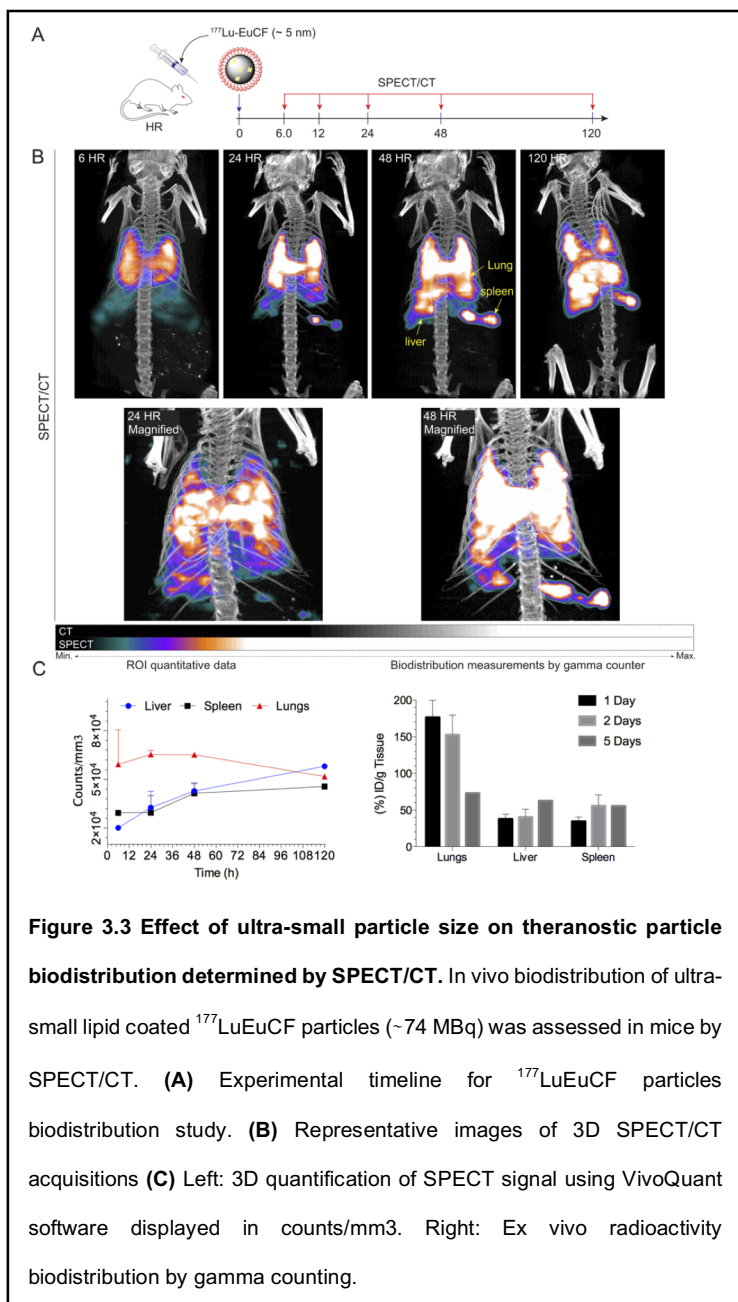 A
¹⁷⁷Lu-EuCF (~ 5 nm)
SPECT/CT
HR
0 6.0 12 24 48 120
B
6 HR
24 HR
48 HR
120 HR
Lung
spleen
liver
SPECT/CT
24 HR
Magnified
48 HR
Magnified
CT
SPECT
Min. Max.
C
ROI quantitative data
Biodistribution measurements by gamma counter
Liver Spleen Lungs
Counts/mm3
8×10⁴
5×10⁴
2×10⁴
0 12 24 36 48 60 72 84 96 108 120
Time (h)
(%) ID/g Tissue
200
150
100
50
0
1 Day
2 Days
5 Days
Lungs Liver Spleen
Figure 3.3 Effect of ultra-small particle size on theranostic particle
biodistribution determined by SPECT/CT. In vivo biodistribution of ultra-
small lipid coated ¹⁷⁷LuEuCF particles (~74 MBq) was assessed in mice by
SPECT/CT. (A) Experimental timeline for ¹⁷⁷LuEuCF particles
biodistribution study. (B) Representative images of 3D SPECT/CT
acquisitions (C) Left: 3D quantification of SPECT signal using VivoQuant
software displayed in counts/mm3. Right: Ex vivo radioactivity
biodistribution by gamma counting.